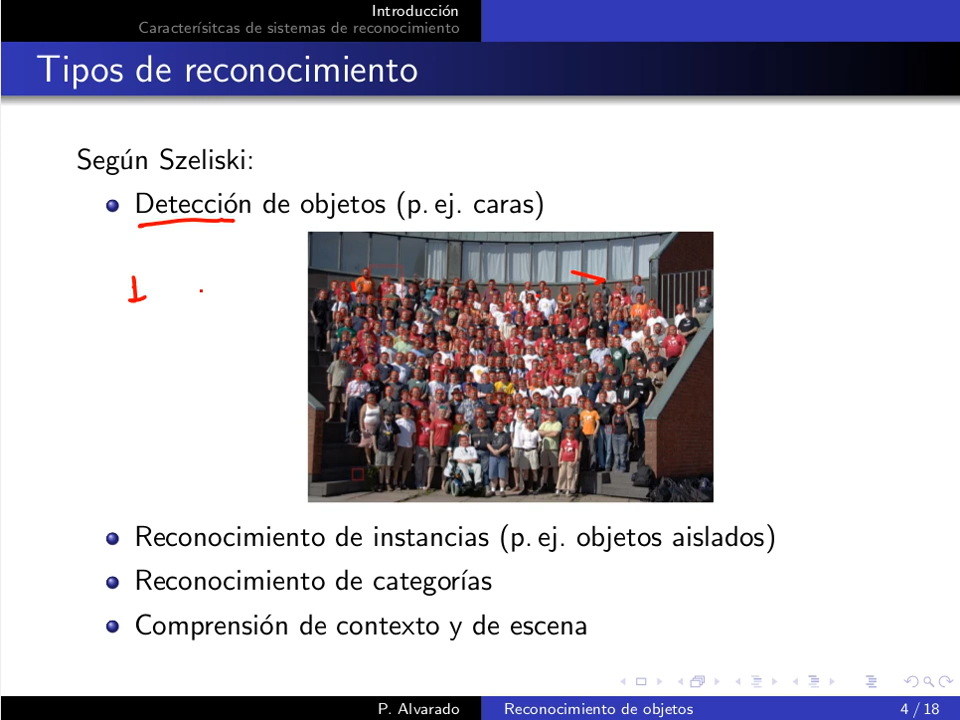 Introducción
Caracterísitcas de sistemas de reconocimiento
Tipos de reconocimiento
Según Szeliski:
Detección de objetos (p. ej. caras)
1
Reconocimiento de instancias (p. ej. objetos aislados)
Reconocimiento de categorías
Comprensión de contexto y de escena
P. Alvarado Reconocimiento de objetos 4 / 18